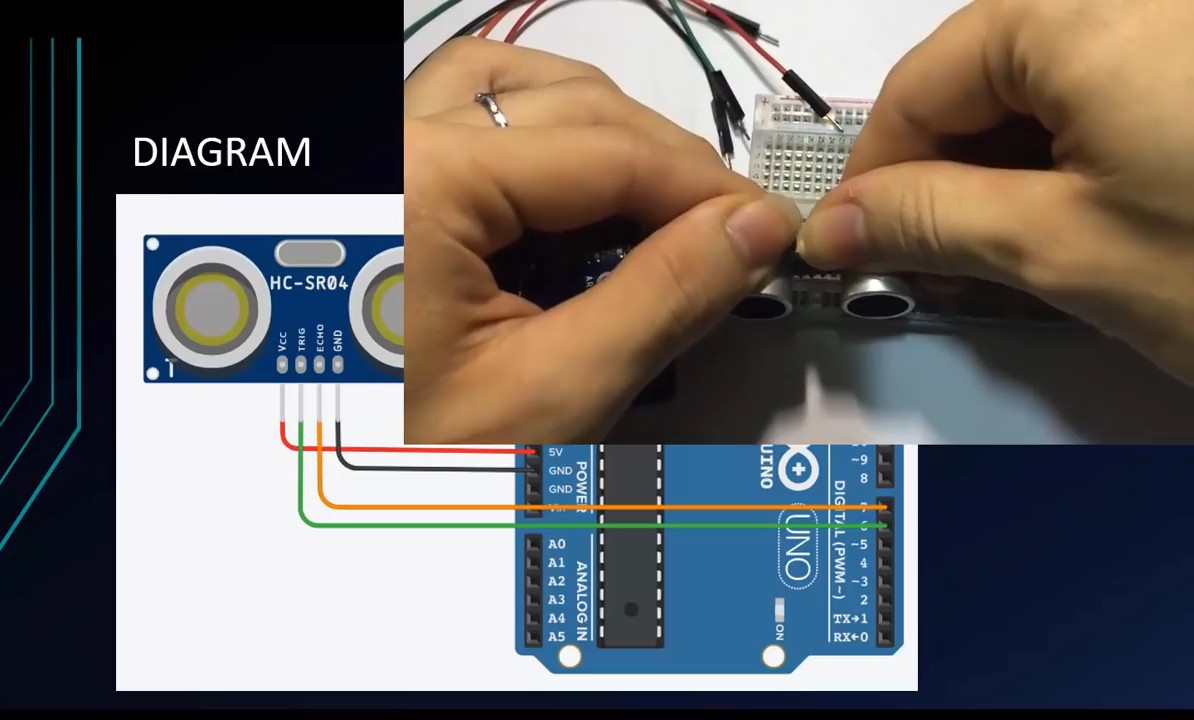 DIAGRAM
HC-SR04
VCC
TRIG
ECHO
GND
5V
GND
GND
POWER
A0
A1
A2
A3
A4
A5
ANALOG IN
UNO
ON
DIGITAL (PWM~)
~9
8
~5
4
~3
2
TX→1
RX←0
T
+